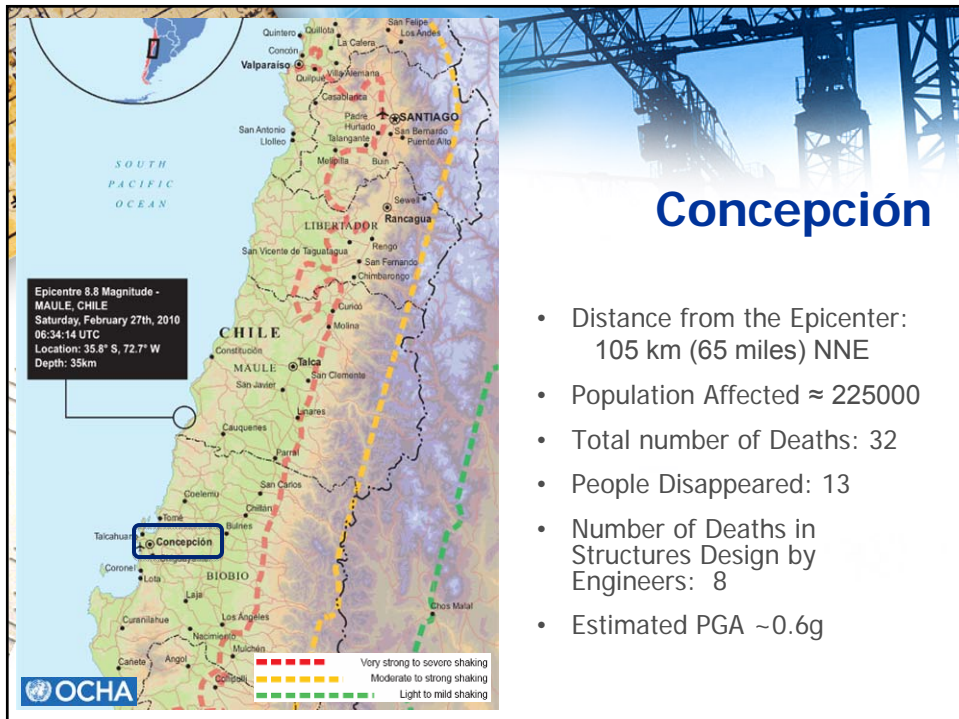 Concepción
• Distance from the Epicenter:
105 km (65 miles) NNE
• Population Affected ≈ 225000
• Total number of Deaths: 32
• People Disappeared: 13
• Number of Deaths in
Structures Design by
Engineers: 8
• Estimated PGA ~0.6g
San Felipe
Los Andes
Quintero
Quillota
La Calera
Concón
Valparaíso
Villa Alemana
Quilpué
Casablanca
Padre
Hurtado
SANTIAGO
San Antonio
Llolleo
Talangante
San Bernardo
Puente Alto
Melipilla
Buin
SOUTH
PACIFIC
OCEAN
Sewell
Rancagua
LIBERTADOR
Rengo
San Vicente de Taguatagua
San Fernando
Chimbarongo
Epicentre 8.8 Magnitude -
MAULE, CHILE
Saturday, February 27th, 2010
06:34:14 UTC
Location: 35.8° S, 72.7° W
Depth: 35km
Curicó
Molina
CHILE
Constitución
MAULE
Talca
San Clemente
San Javier
Linares
Cauquenes
Parral
San Carlos
Coelemu
Chillán
Tomé
Bulnes
Talcahuano
Concepción
Coronel
Lota
BIOBIO
Laja
Chos Malal
Curanilahue
Los Angeles
Nacimiento
Mulchén
Cañete
Angol
Collipulli
Very strong to severe shaking
Moderate to strong shaking
Light to mild shaking
OCHA